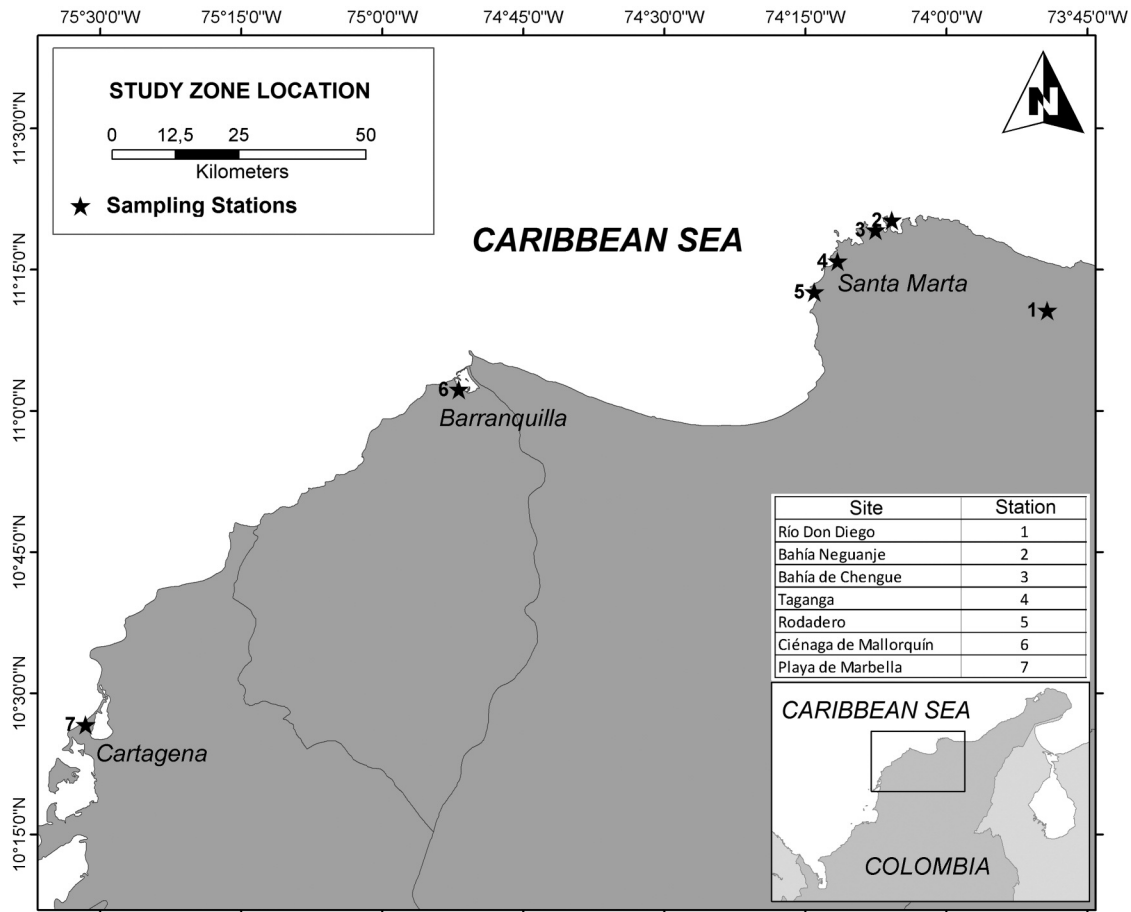 75°30'0"W 75°15'0"W 75°0'0"W 74°45'0"W 74°30'0"W 74°15'0"W 74°0'0"W 73°45'0"W
STUDY ZONE LOCATION
0 12,5 25 50
Kilometers
Sampling Stations
N
11°30'0"N
11°15'0"N
11°0'0"N
10°45'0"N
10°30'0"N
10°15'0"N
CARIBBEAN SEA
2
3
4
Santa Marta
5
1
6
Barranquilla
7
Cartagena
Site Station
Río Don Diego 1
Bahía Neguanje 2
Bahía de Chengue 3
Taganga 4
Rodadero 5
Ciénaga de Mallorquín 6
Playa de Marbella 7
CARIBBEAN SEA
COLOMBIA